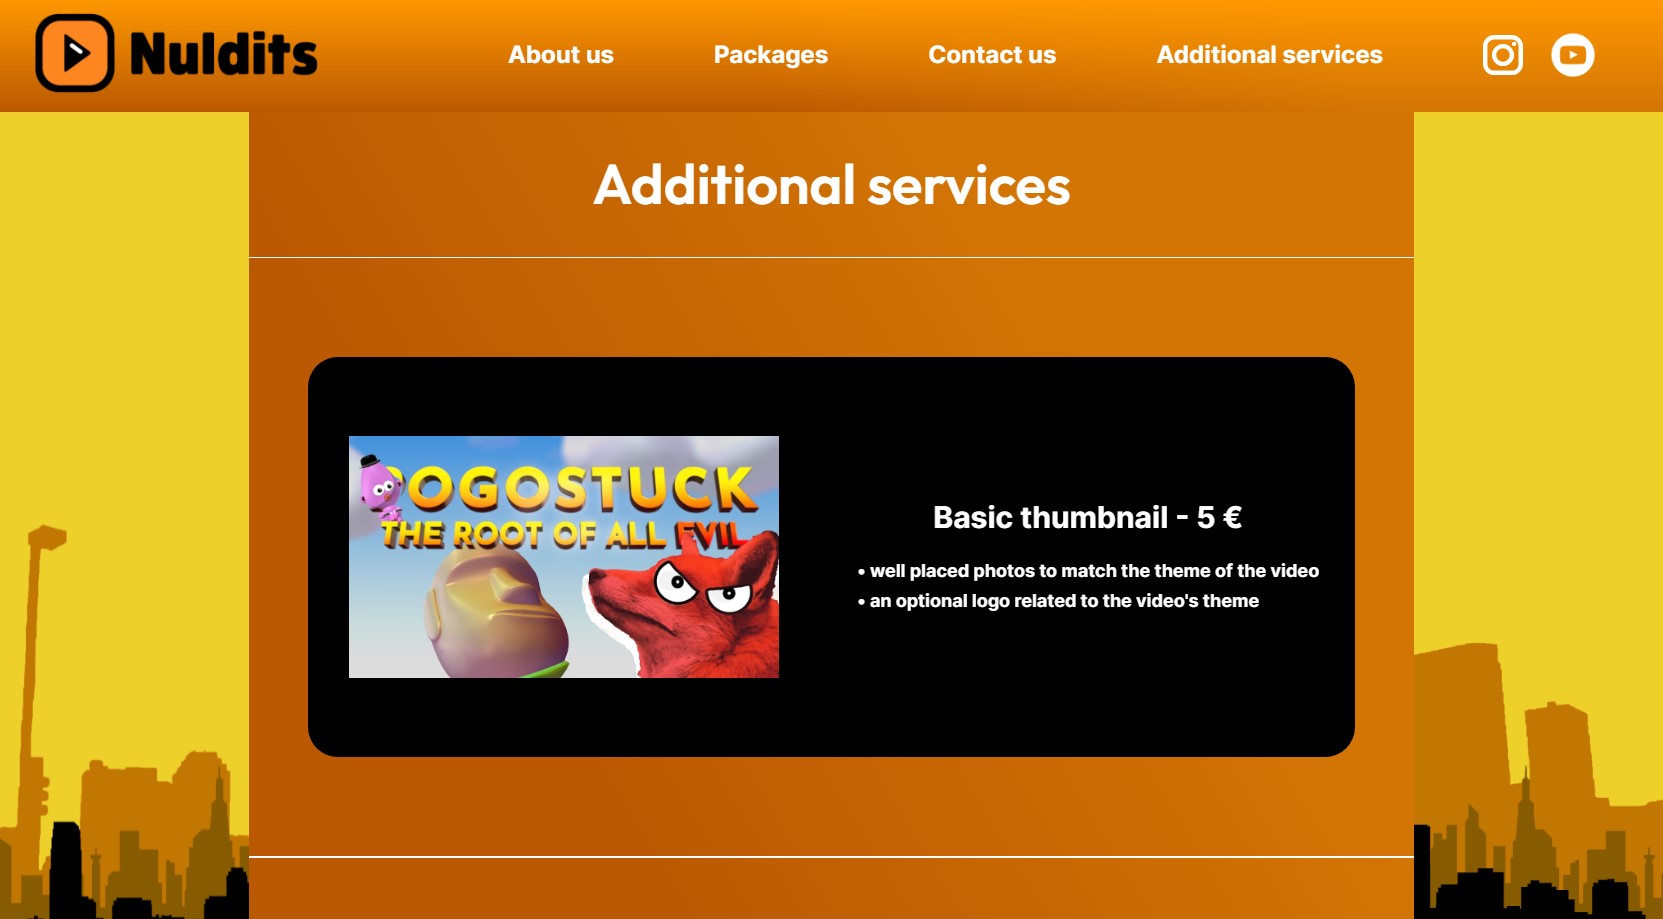 Nuldits
About us
Packages
Contact us
Additional services
Additional services
POGOSTUCK
THE ROOT OF ALL EVIL
Basic thumbnail - 5 €
• well placed photos to match the theme of the video
• an optional logo related to the video's theme